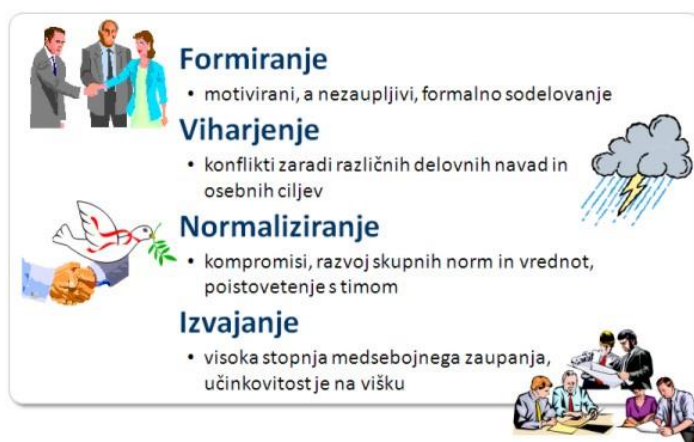 Formiranje
• motivirani, a nezaupljivi, formalno sodelovanje
Viharjenje
• konflikti zaradi različnih delovnih navad in
osebnih ciljev
Normaliziranje
• kompromisi, razvoj skupnih norm in vrednot,
poistovetenje s timom
Izvajanje
• visoka stopnja medsebojnega zaupanja,
učinkovitost je na višku